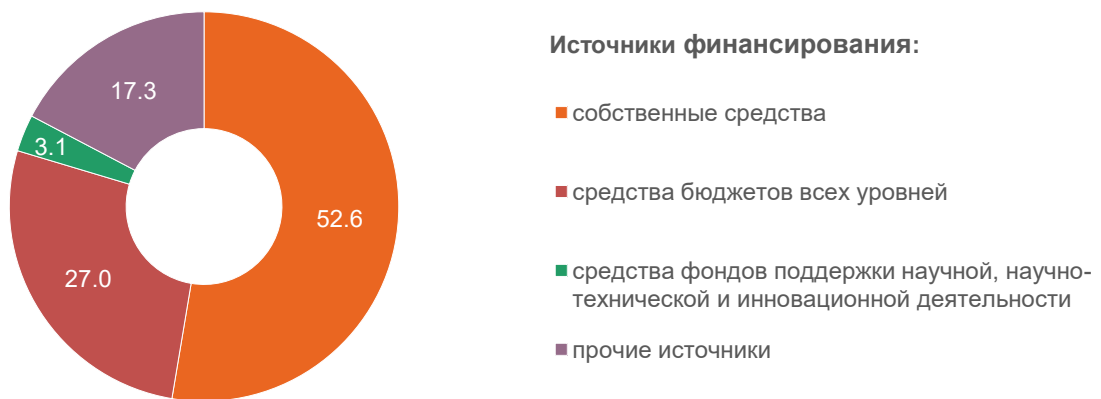 Источники финансирования:
17.3
собственные средства
3.1
средства бюджетов всех уровней
52.6
27.0
средства фондов поддержки научной, научно-
технической и инновационной деятельности
прочие источники